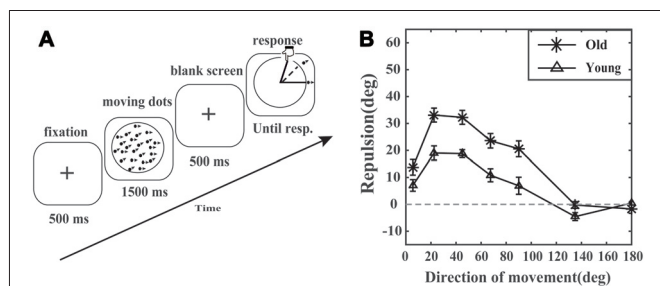 A
response
blank screen
moving dots
fixation
Until resp.
500 ms
1500 ms
500 ms
Time
B
Old
Young
Repulsion(deg)
60
50
40
30
20
10
0
-10
0 20 40 60 80 100 120 140 160 180
Direction of movement(deg)